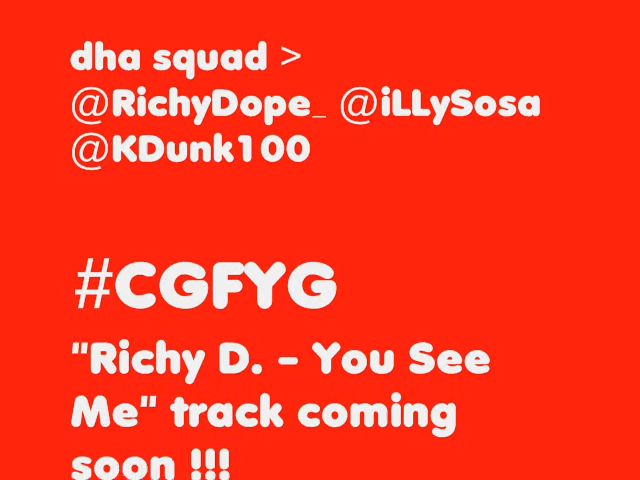 dha squad >
@RichyDope_ @iLLySosa
@KDunk100
#CGFYG
"Richy D. - You See
Me" track coming
soon !!!